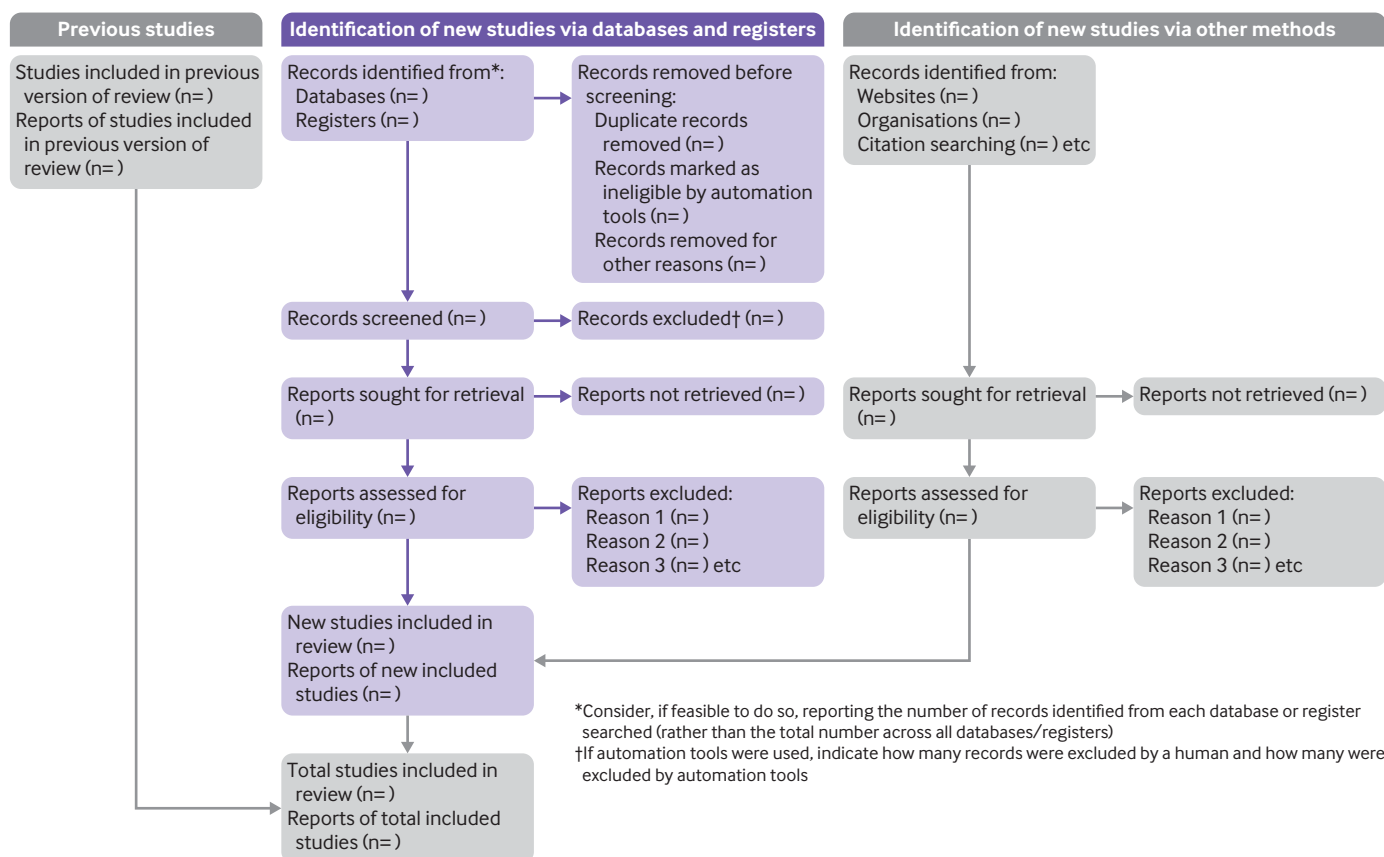 Previous studies
Studies included in previous
version of review (n= )
Reports of studies included
in previous version of
review (n= )
Identification of new studies via databases and registers
Records identified from*:
Databases (n= )
Registers (n= )
Records removed before
screening:
Duplicate records
removed (n= )
Records marked as
ineligible by automation
tools (n= )
Records removed for
other reasons (n= )
Records screened (n= )
Records excluded† (n= )
Reports sought for retrieval
(n= )
Reports not retrieved (n= )
Reports assessed for
eligibility (n= )
Reports excluded:
Reason 1 (n= )
Reason 2 (n= )
Reason 3 (n= ) etc
New studies included in
review (n= )
Reports of new included
studies (n= )
Total studies included in
review (n= )
Reports of total included
studies (n= )
Identification of new studies via other methods
Records identified from:
Websites (n= )
Organisations (n= )
Citation searching (n= ) etc
Reports sought for retrieval
(n= )
Reports not retrieved (n= )
Reports assessed for
eligibility (n= )
Reports excluded:
Reason 1 (n= )
Reason 2 (n= )
Reason 3 (n= ) etc
*Consider, if feasible to do so, reporting the number of records identified from each database or register
searched (rather than the total number across all databases/registers)
†If automation tools were used, indicate how many records were excluded by a human and how many were
excluded by automation tools